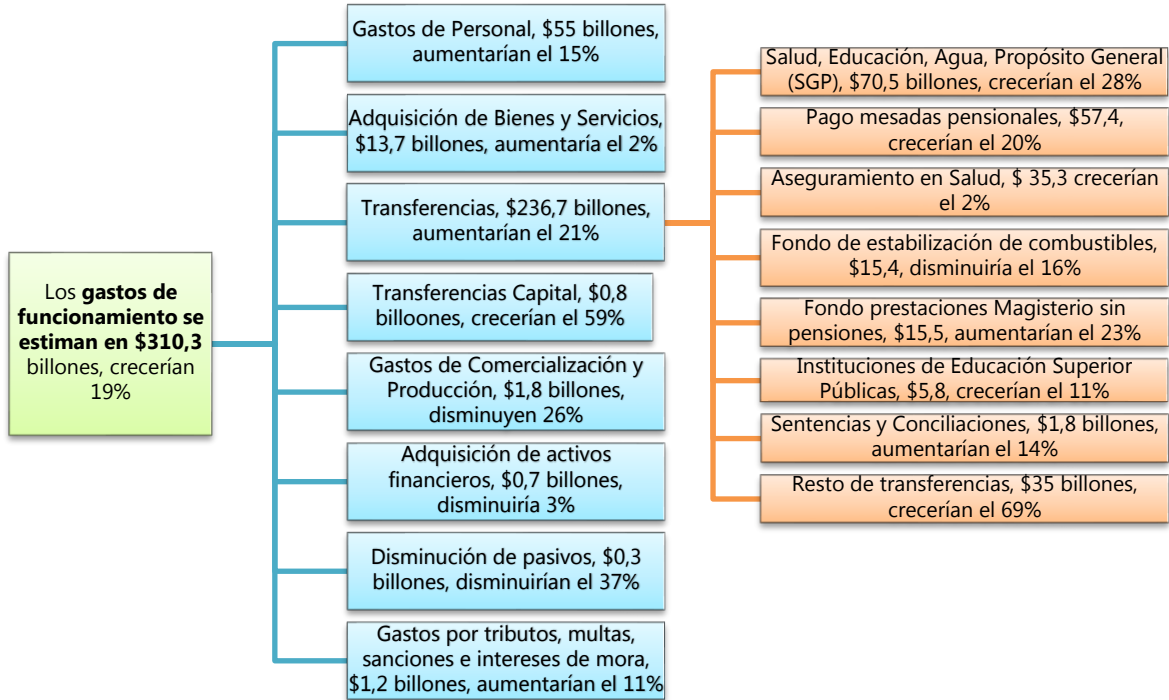 Los gastos de
funcionamiento se
estiman en $310,3
billones, crecerían
19%
Gastos de Personal, $55 billones,
aumentarían el 15%
Adquisición de Bienes y Servicios,
$13,7 billones, aumentaría el 2%
Transferencias, $236,7 billones,
aumentarían el 21%
Transferencias Capital, $0,8
billoones, crecerían el 59%
Gastos de Comercialización y
Producción, $1,8 billones,
disminuyen 26%
Adquisición de activos
financieros, $0,7 billones,
disminuiría 3%
Disminución de pasivos, $0,3
billones, disminuirían el 37%
Gastos por tributos, multas,
sanciones e intereses de mora,
$1,2 billones, aumentarían el 11%
Salud, Educación, Agua, Propósito General
(SGP), $70,5 billones, crecerían el 28%
Pago mesadas pensionales, $57,4,
crecerían el 20%
Aseguramiento en Salud, $ 35,3 crecerían
el 2%
Fondo de estabilización de combustibles,
$15,4, disminuiría el 16%
Fondo prestaciones Magisterio sin
pensiones, $15,5, aumentarían el 23%
Instituciones de Educación Superior
Públicas, $5,8, crecerían el 11%
Sentencias y Conciliaciones, $1,8 billones,
aumentarían el 14%
Resto de transferencias, $35 billones,
crecerían el 69%